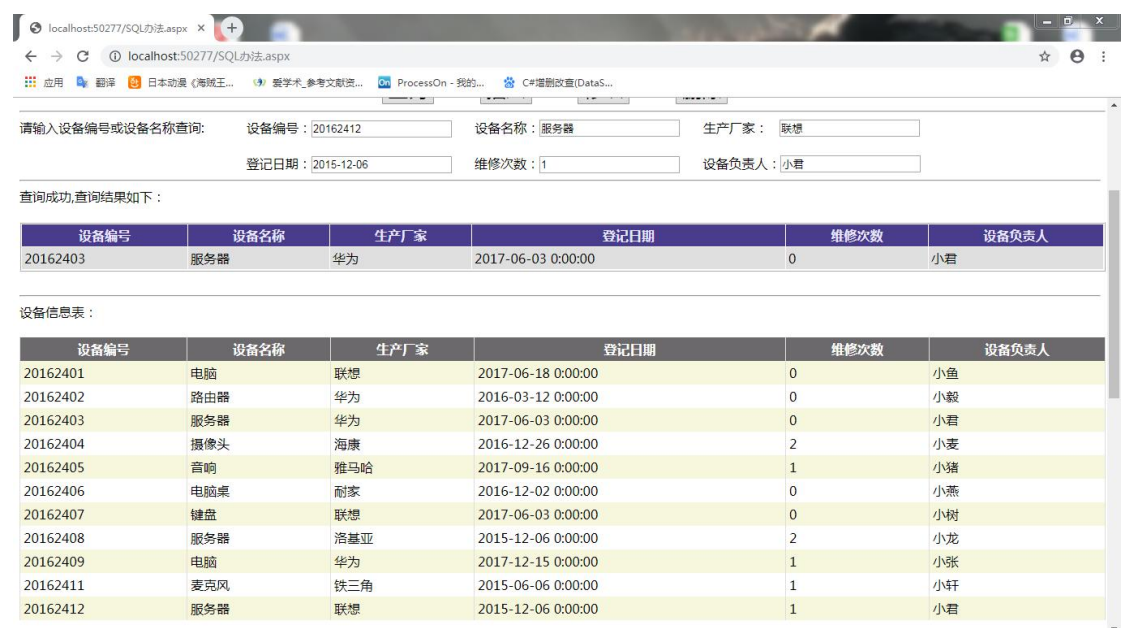 localhost:50277/SQL办法.aspx
localhost:50277/SQL办法.aspx
应用 翻译 日本动漫《海贼王... 爱学术_参考文献资... ProcessOn - 我的... C#增删改查(DataS...
请输入设备编号或设备名称查询: 设备编号：20162412 设备名称：服务器 生产厂家： 联想
登记日期：2015-12-06 维修次数：1 设备负责人：小君
查询成功,查询结果如下：
设备编号 设备名称 生产厂家 登记日期 维修次数 设备负责人
20162403 服务器 华为 2017-06-03 0:00:00 0 小君
设备信息表：
设备编号 设备名称 生产厂家 登记日期 维修次数 设备负责人
20162401 电脑 联想 2017-06-18 0:00:00 0 小鱼
20162402 路由器 华为 2016-03-12 0:00:00 0 小毅
20162403 服务器 华为 2017-06-03 0:00:00 0 小君
20162404 摄像头 海康 2016-12-26 0:00:00 2 小麦
20162405 音响 雅马哈 2017-09-16 0:00:00 1 小猪
20162406 电脑桌 耐家 2016-12-02 0:00:00 0 小燕
20162407 键盘 联想 2017-06-03 0:00:00 0 小树
20162408 服务器 洛基亚 2015-12-06 0:00:00 2 小龙
20162409 电脑 华为 2017-12-15 0:00:00 1 小张
20162411 麦克风 铁三角 2015-06-06 0:00:00 1 小轩
20162412 服务器 联想 2015-12-06 0:00:00 1 小君